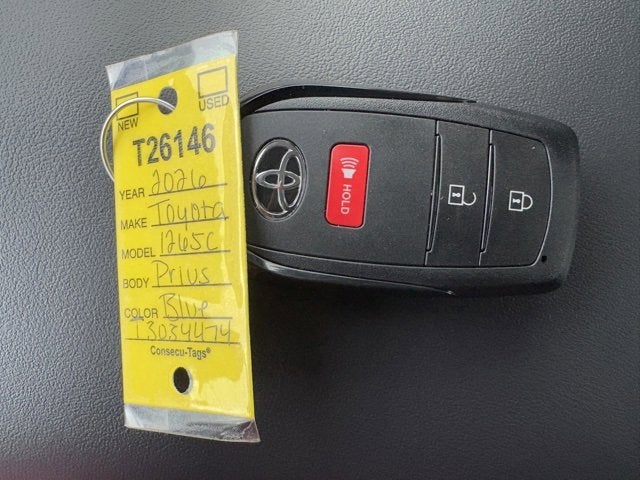 NEW USED
T26146
YEAR 2026
MAKE Toyota
MODEL 1265C
BODY Prius
COLOR Blue
T3034474
Consecu-Tags®
HOLD